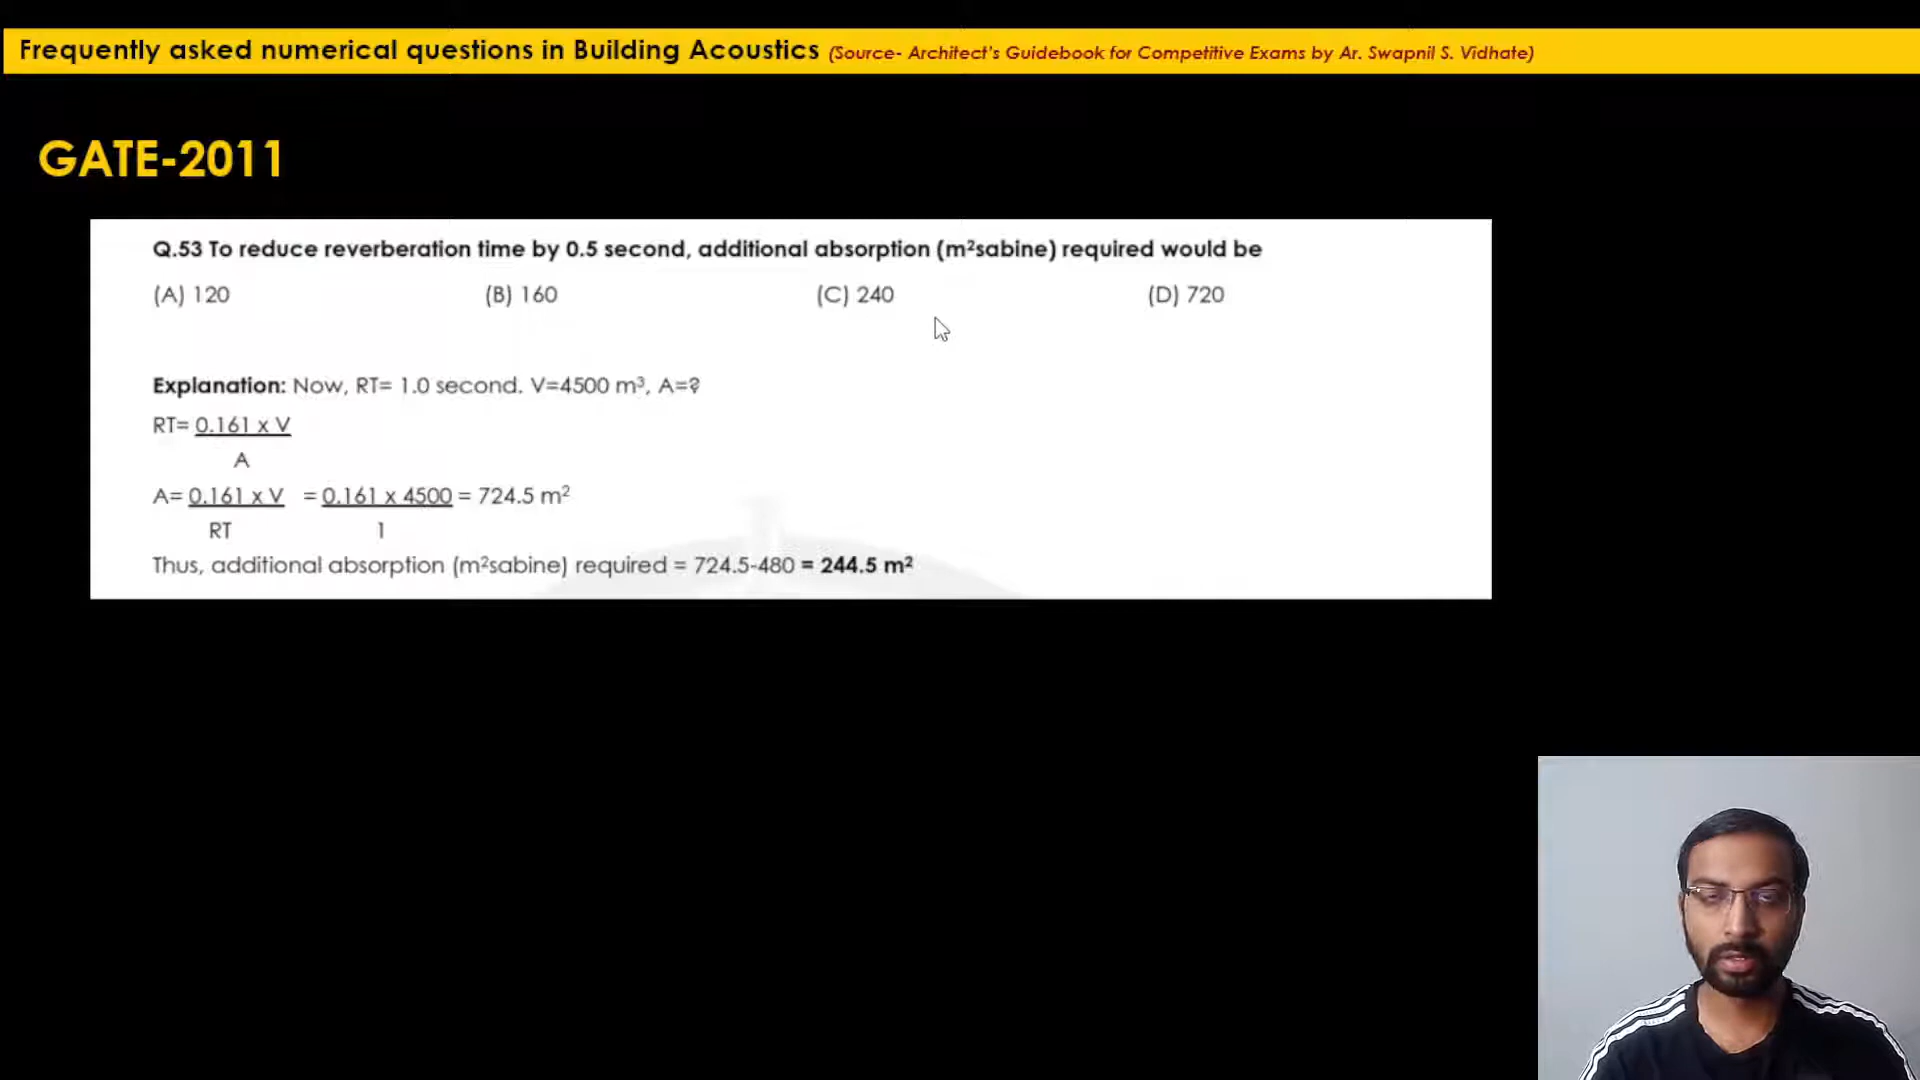 Frequently asked numerical questions in Building Acoustics (Source- Architect's Guidebook for Competitive Exams by Ar. Swapnil S. Vidhate)
GATE-2011
Q.53 To reduce reverberation time by 0.5 second, additional absorption (m²sabine) required would be
(A) 120 (B) 160 (C) 240 (D) 720
Explanation: Now, RT= 1.0 second. V=4500 m³, A=?
RT= 0.161 x V
A
A= 0.161 x V = 0.161 x 4500 = 724.5 m²
RT 1
Thus, additional absorption (m²sabine) required = 724.5-480 = 244.5 m²